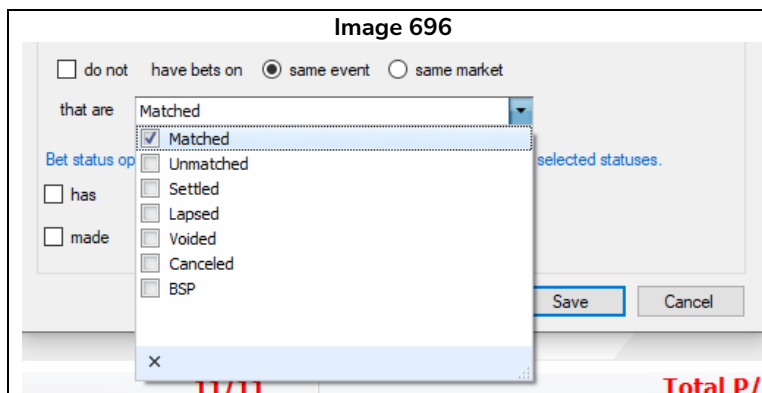 Image 696
do not have bets on same event same market
that are Matched
Matched
Bet status op
Unmatched
selected statuses.
Settled
has
Lapsed
made
Voided
Canceled
BSP
Save Cancel
11/11
Total P/